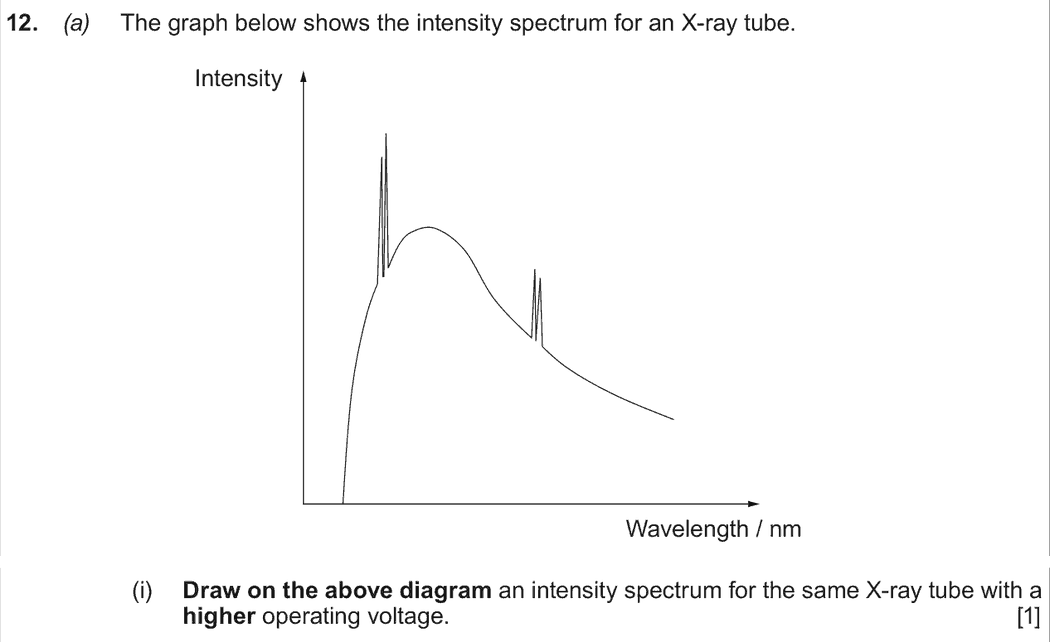 12. (a) The graph below shows the intensity spectrum for an X-ray tube.
Intensity
Wavelength / nm
(i) Draw on the above diagram an intensity spectrum for the same X-ray tube with a
higher operating voltage. [1]